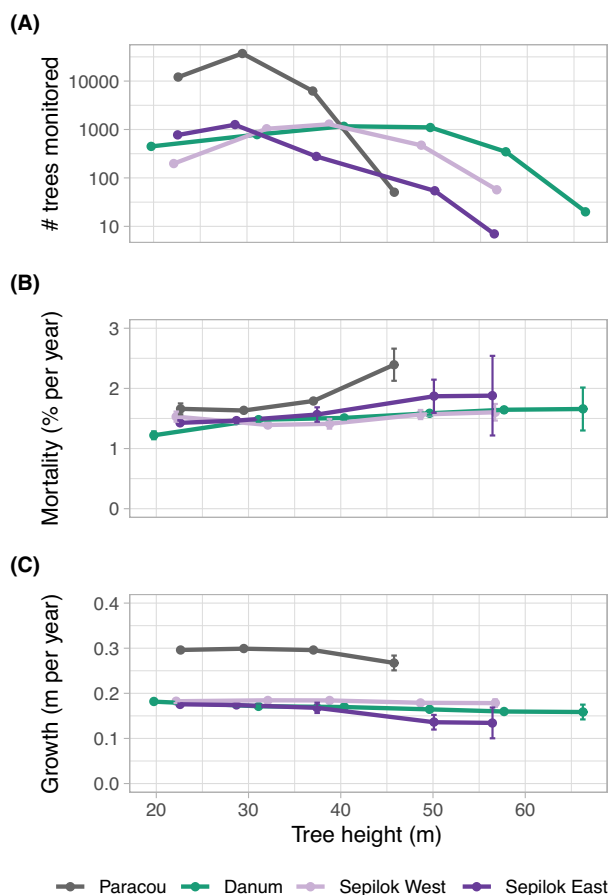 (A)
# trees monitored
10000
1000
100
10
(B)
Mortality (% per year)
3
2
1
0
(C)
Growth (m per year)
0.4
0.3
0.2
0.1
0.0
20 30 40 50 60
Tree height (m)
Paracou Danum Sepilok West Sepilok East